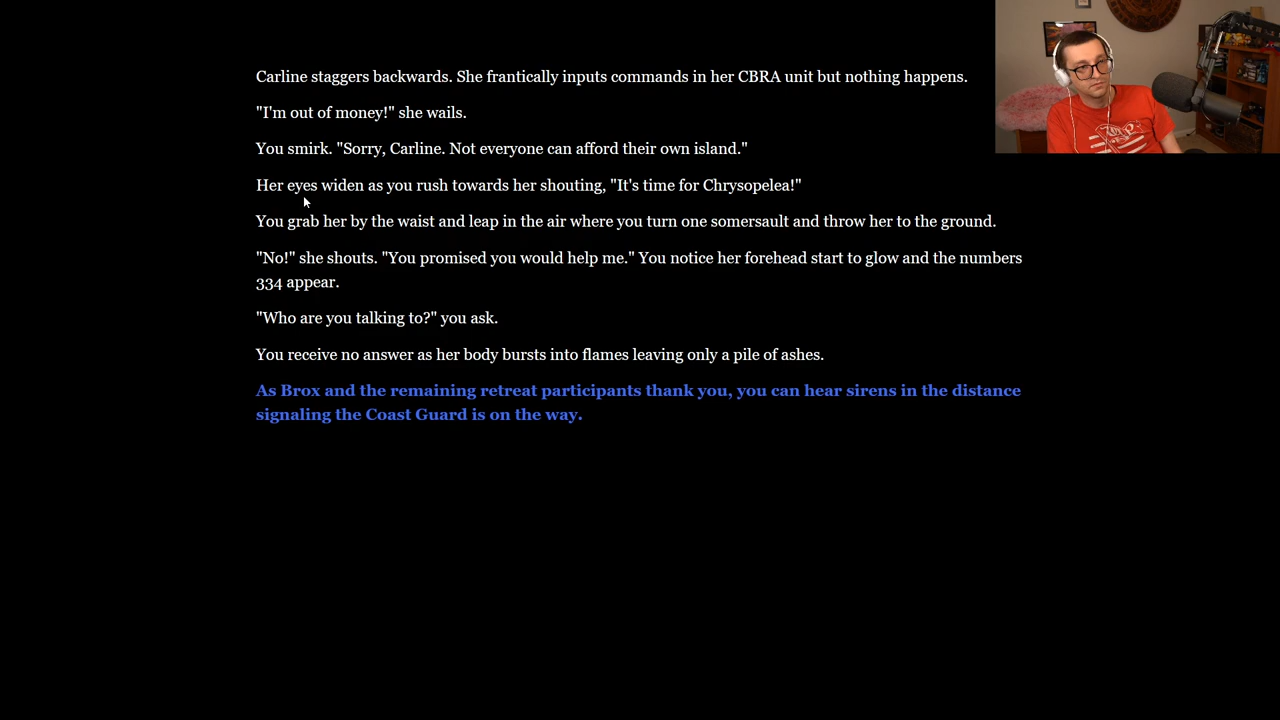 Carline staggers backwards. She frantically inputs commands in her CBRA unit but nothing happens.
"I'm out of money!" she wails.
You smirk. "Sorry, Carline. Not everyone can afford their own island."
Her eyes widen as you rush towards her shouting, "It's time for Chrysopelea!"
You grab her by the waist and leap in the air where you turn one somersault and throw her to the ground.
"No!" she shouts. "You promised you would help me." You notice her forehead start to glow and the numbers
334 appear.
"Who are you talking to?" you ask.
You receive no answer as her body bursts into flames leaving only a pile of ashes.
As Brox and the remaining retreat participants thank you, you can hear sirens in the distance
signaling the Coast Guard is on the way.